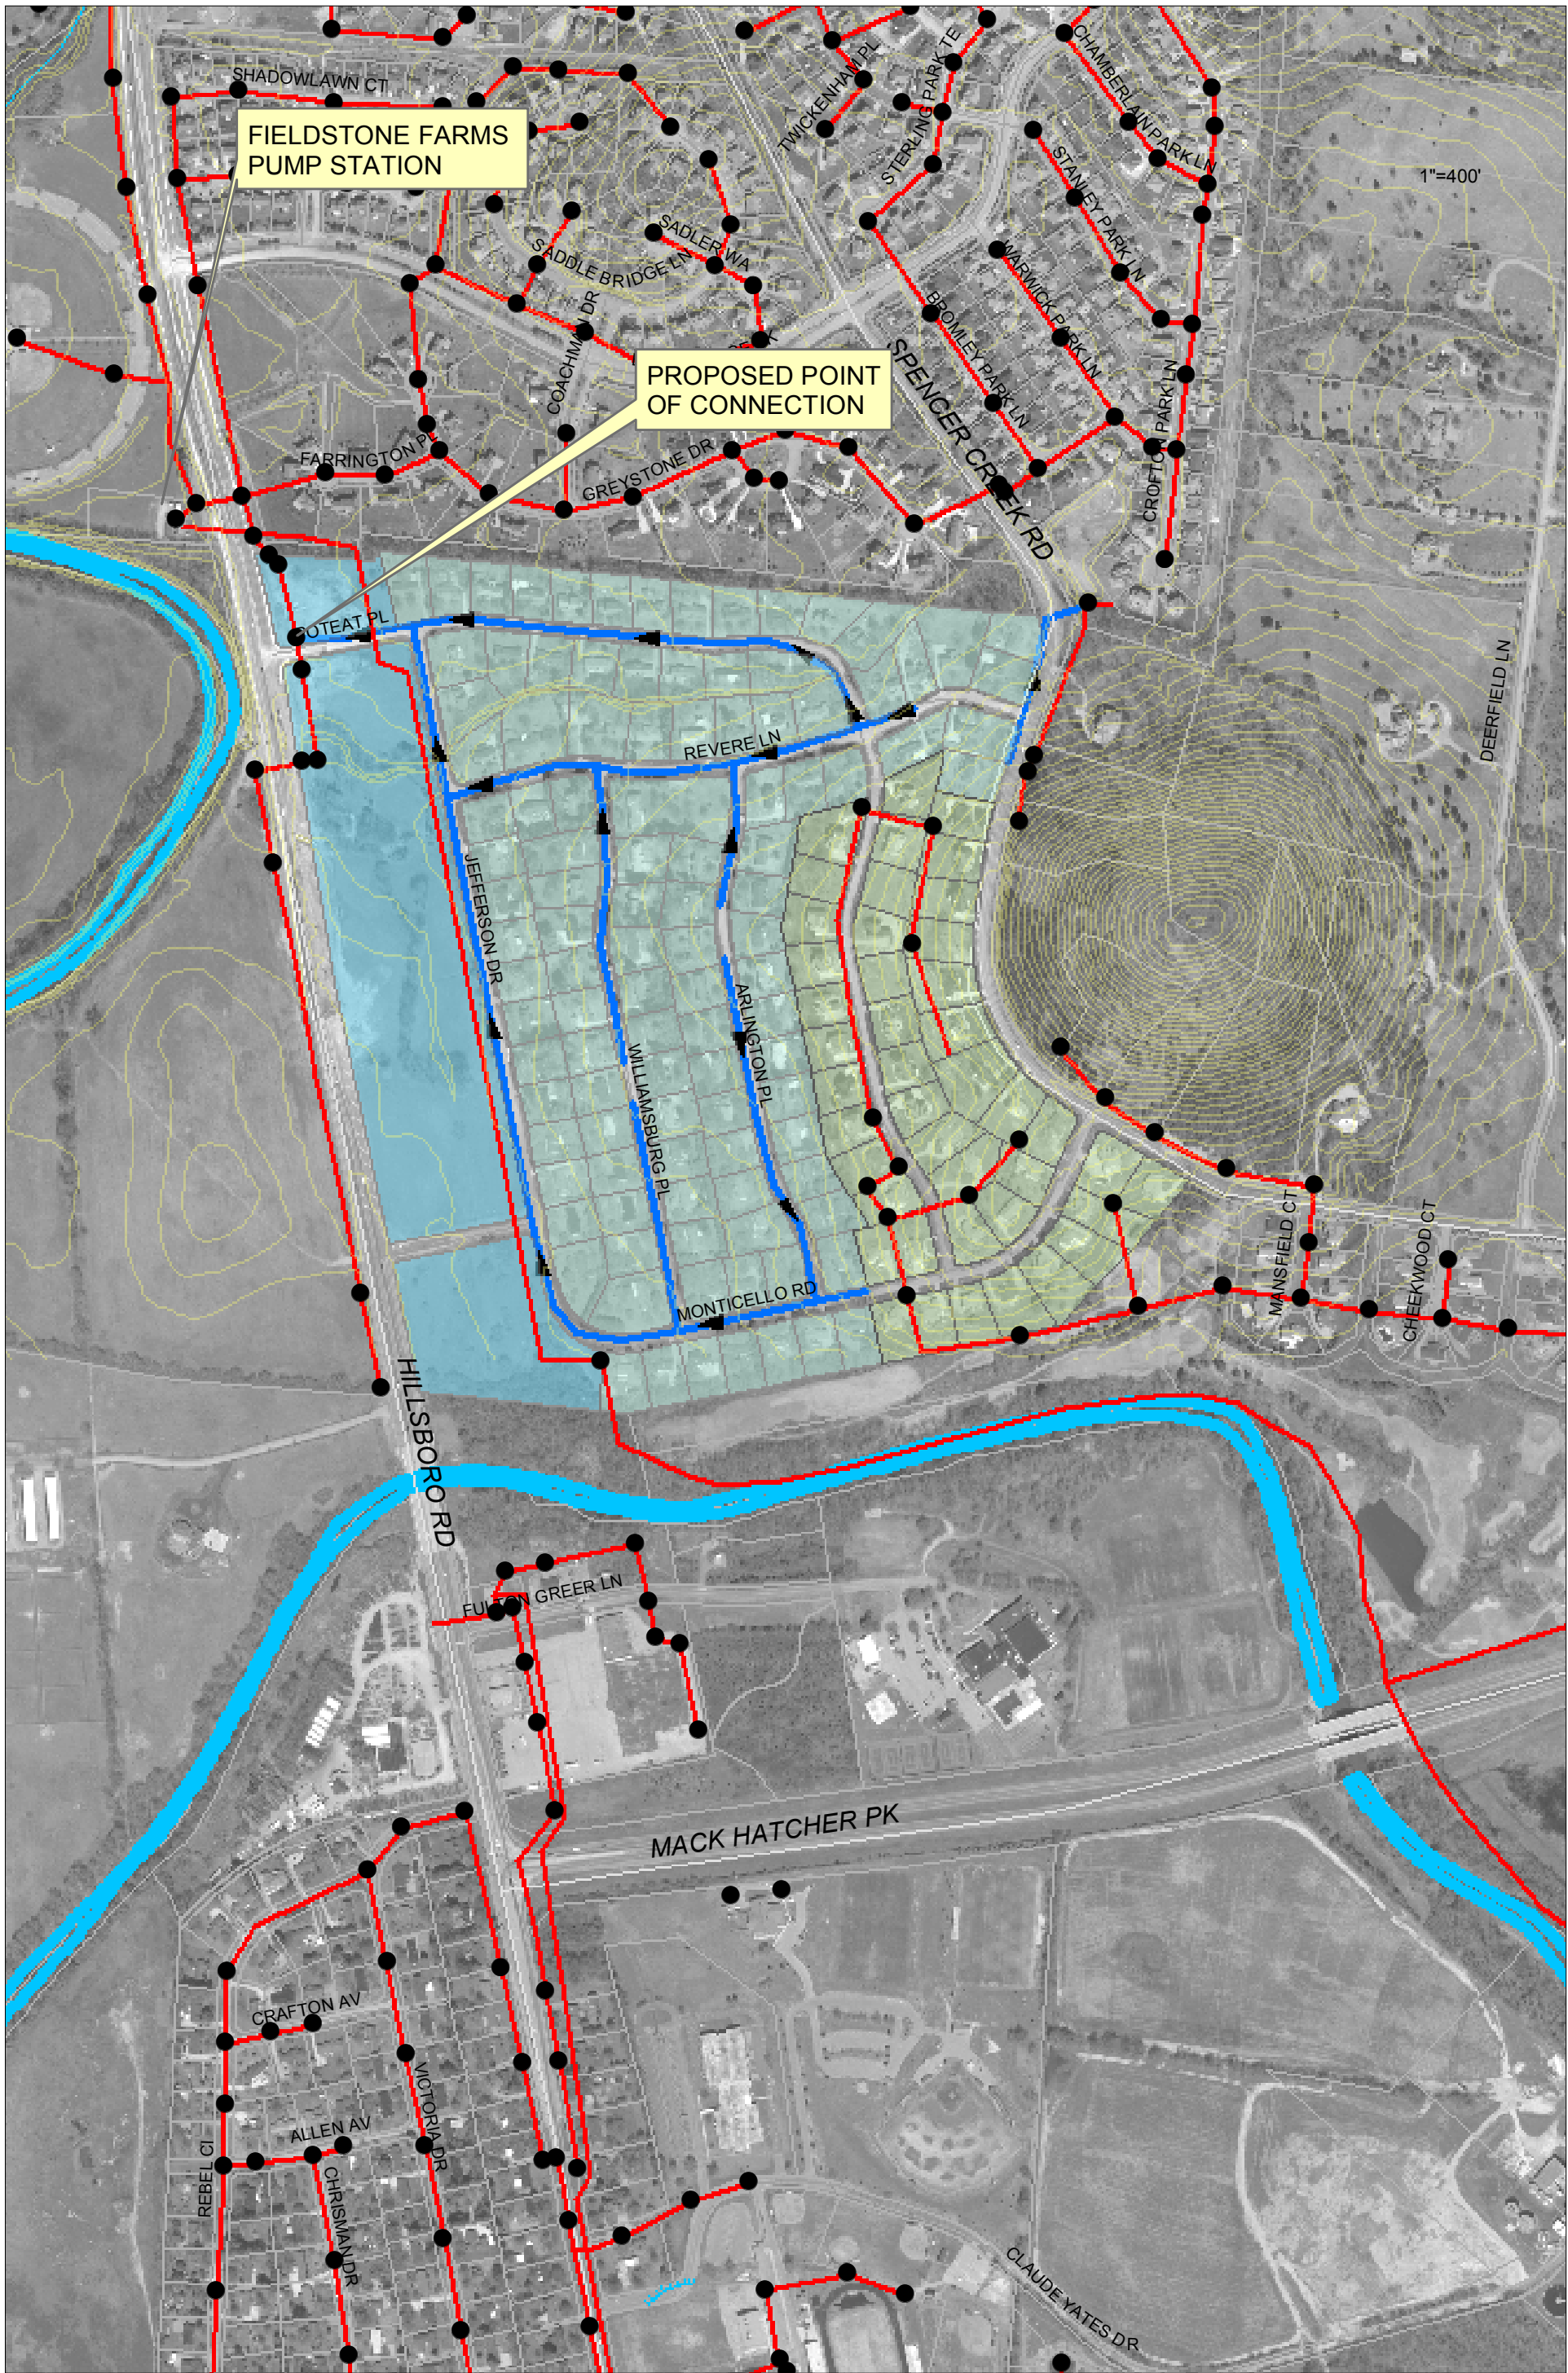 SHADOWLAWN CT
TWICKENHAM PL
STERLING PARK TE
CHAMBERLAIN PARK LN
FIELDSTONE FARMS
PUMP STATION
STANLEY PARK LN
1"=400'
SADLER WA
SADDLE BRIDGE LN
WARWICK PARK LN
COACHMAN DR
BROMLEY PARK LN
SPENCER CREEK RD
PROPOSED POINT
OF CONNECTION
CROFTON PARK LN
FARRINGTON PL
GREYSTONE DR
POTEAT PL
DEERFIELD LN
REVERE LN
JEFFERSON DR
ARLINGTON PL
WILLIAMSBURG PL
MANSFIELD CT
CHEEKWOOD CT
MONTICELLO RD
HILLSBORO RD
FULTON GREER LN
MACK HATCHER PK
CRAFTON AV
VICTORIA DR
ALLEN AV
REBEL CI
CHRISMAN DR
CLAUDE YATES DR